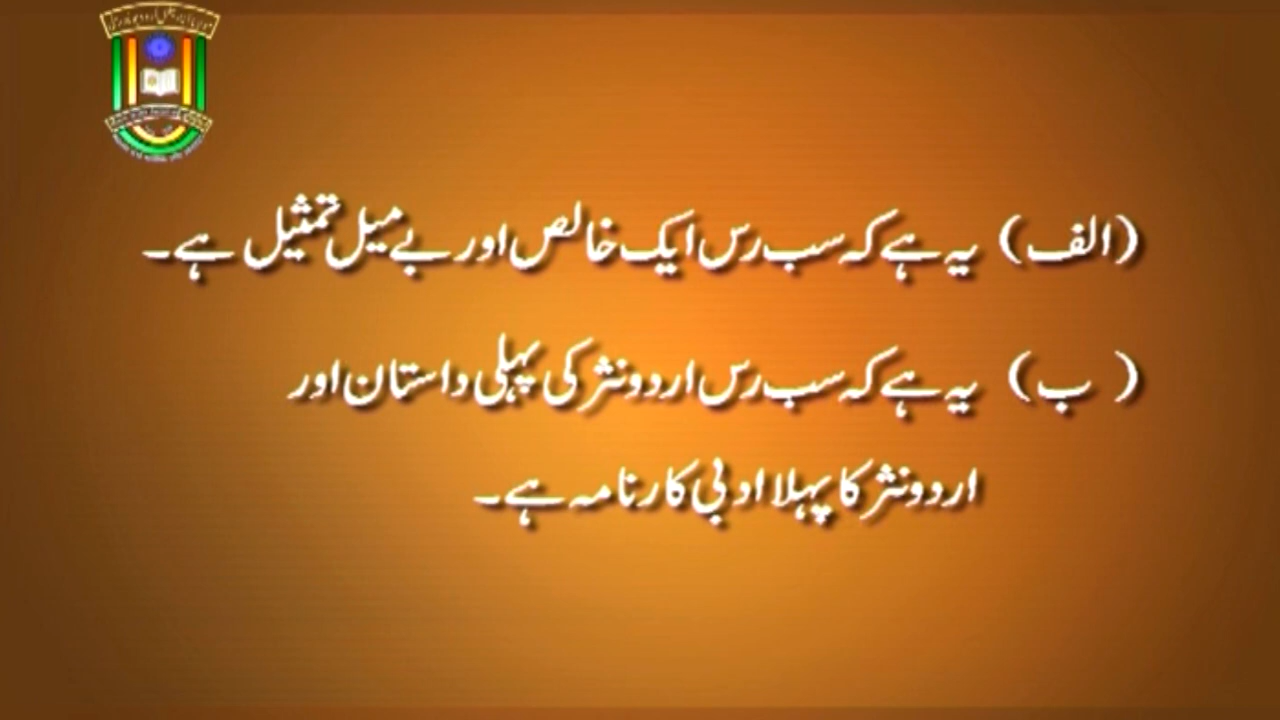 (الف) یہ ہے کہ سب رس ایک خالص اور بے میل تمثیل ہے۔
( ب ) یہ ہے کہ سب رس اردو نثر کی پہلی داستان اور
اردو نثر کا پہلا ادبی کارنامہ ہے۔